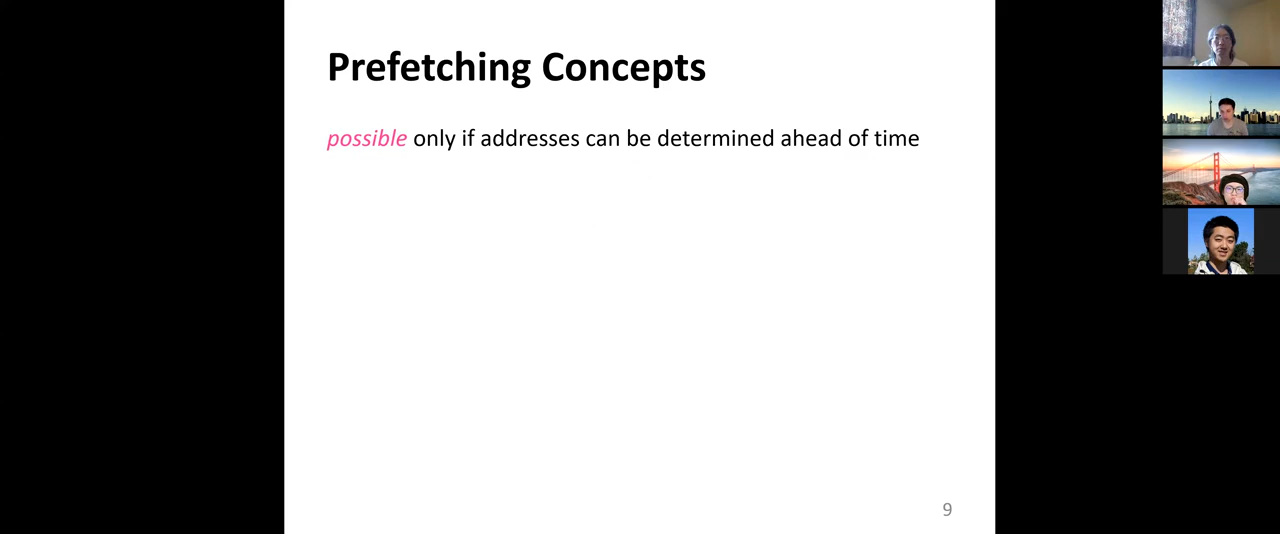 Prefetching Concepts
possible only if addresses can be determined ahead of time
9